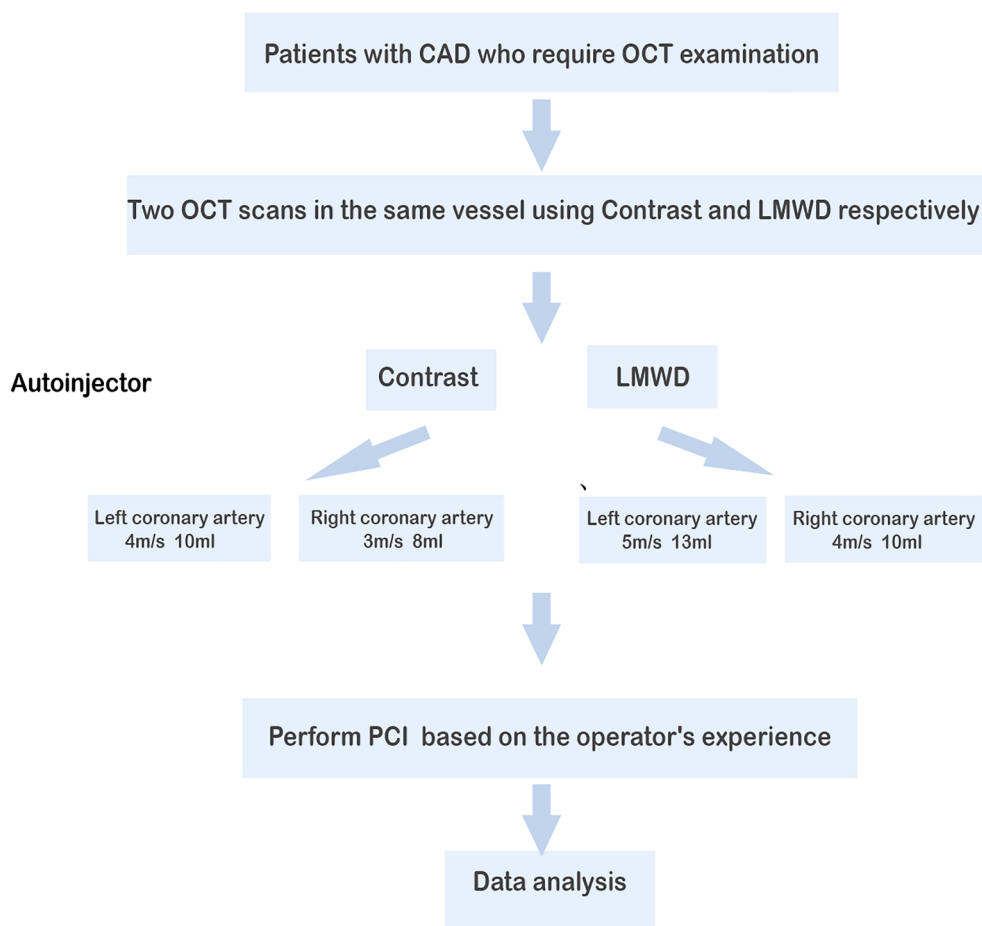 Patients with CAD who require OCT examination
Two OCT scans in the same vessel using Contrast and LMWD respectively
Autoinjector
Contrast
LMWD
、
Left coronary artery
4m/s 10ml
Right coronary artery
3m/s 8ml
Left coronary artery
5m/s 13ml
Right coronary artery
4m/s 10ml
Perform PCI based on the operator's experience
Data analysis